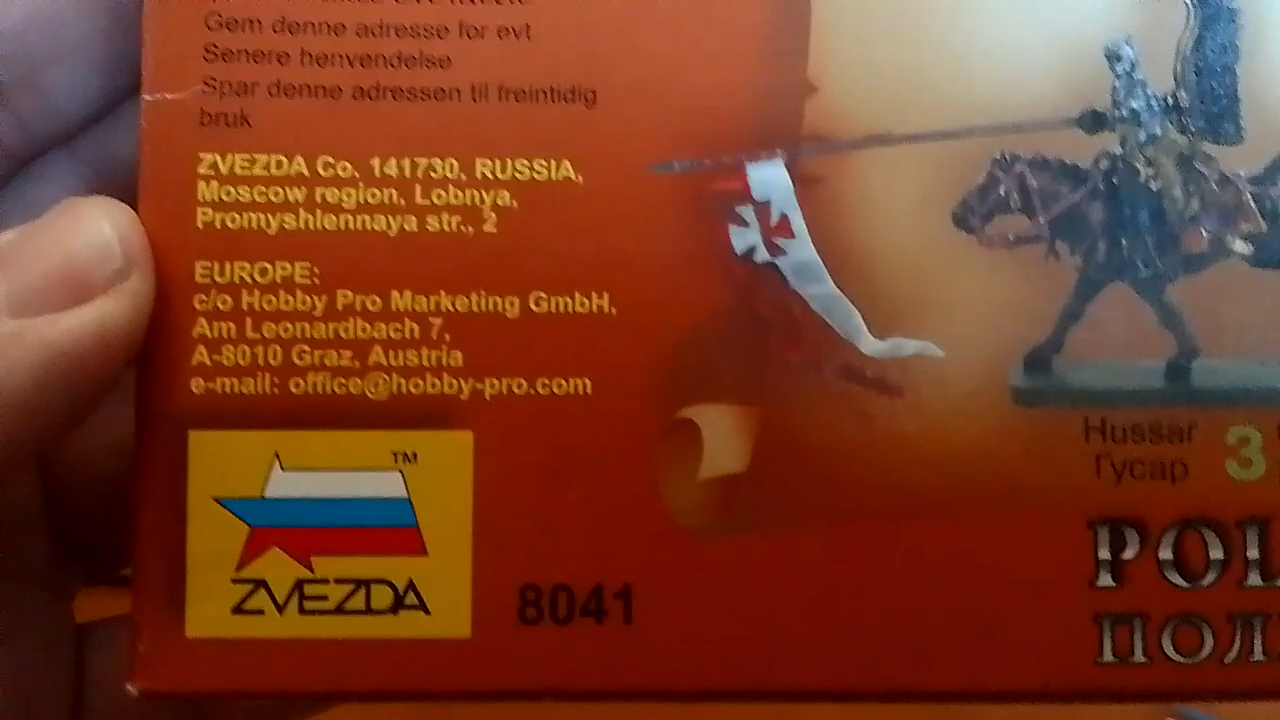 Gem denne adresse for evt
Senere henvendelse
Spar denne adressen til freintidig
bruk
ZVEZDA Co. 141730, RUSSIA,
Moscow region, Lobnya,
Promyshlennaya str., 2
EUROPE:
c/o Hobby Pro Marketing GmbH,
Am Leonardbach 7,
A-8010 Graz, Austria
e-mail: office@hobby-pro.com
TM
ZVEZDA
8041
Hussar
Гусар
3
POL
ПОЛ